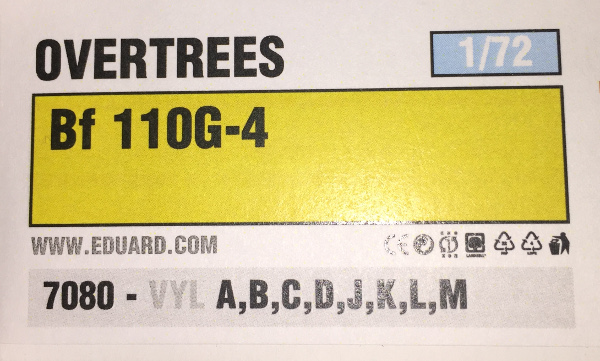 OVERTREES 1/72
Bf 110G-4
WWW.EDUARD.COM
7080 - VYL A,B,C,D,J,K,L,M